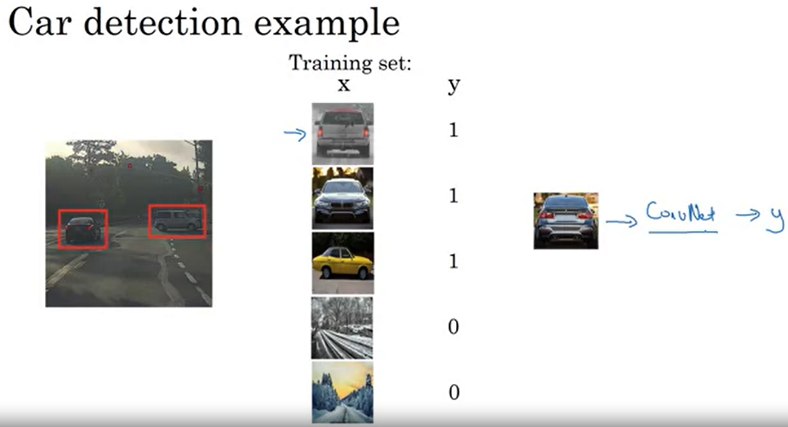 Car detection example
Training set:
x y
1
1
1
0
0
→ ConvNet → y